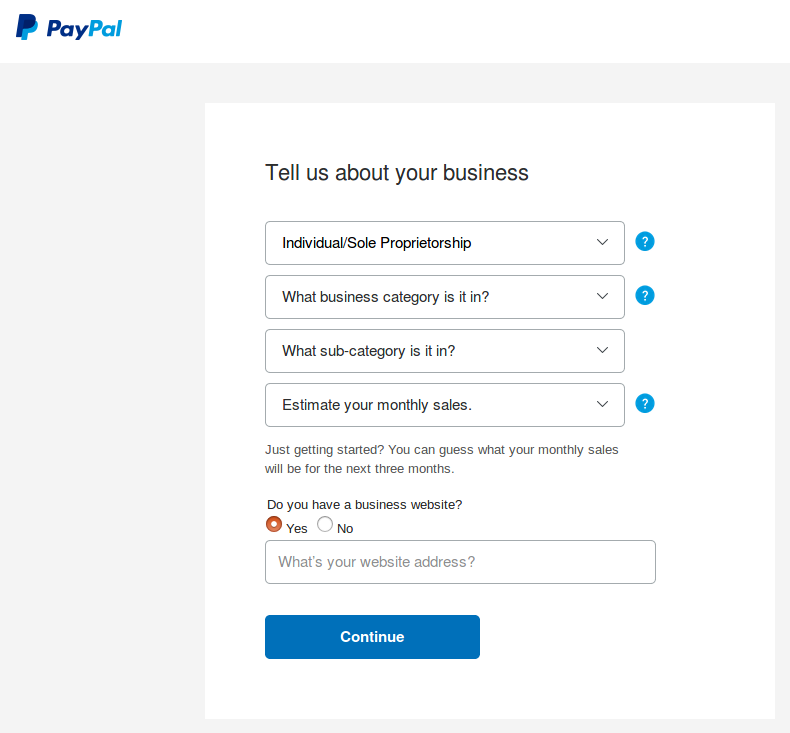 PayPal
Tell us about your business
Individual/Sole Proprietorship
?
What business category is it in?
?
What sub-category is it in?
Estimate your monthly sales.
?
Just getting started? You can guess what your monthly sales
will be for the next three months.
Do you have a business website?
Yes No
What's your website address?
Continue